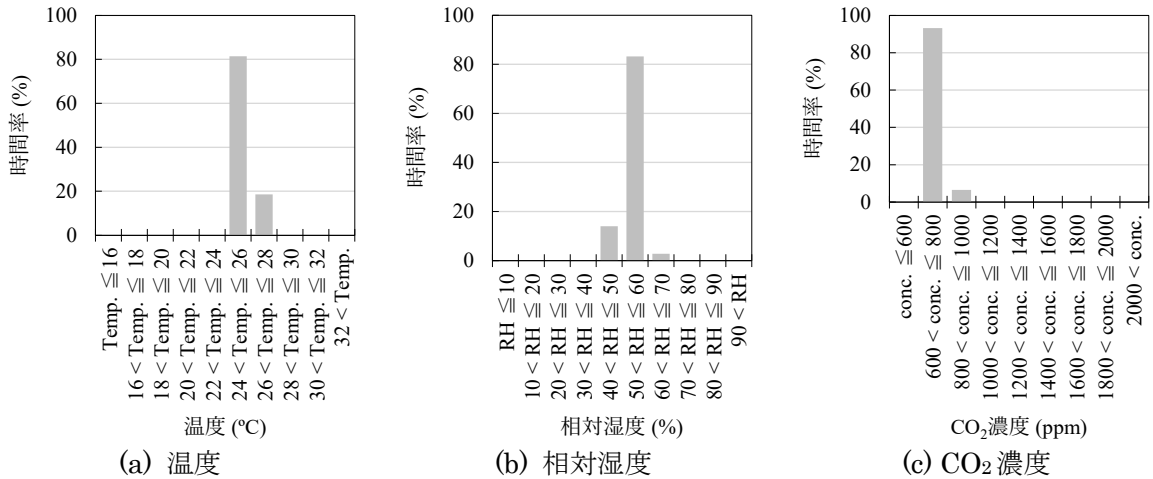 100
80
60
40
20
0
時間率 (%)
Temp. ≦ 16
16 < Temp. ≦ 18
18 < Temp. ≦ 20
20 < Temp. ≦ 22
22 < Temp. ≦ 24
24 < Temp. ≦ 26
26 < Temp. ≦ 28
28 < Temp. ≦ 30
30 < Temp. ≦ 32
32 < Temp.
温度 (ºC)
(a) 温度
100
80
60
40
20
0
時間率 (%)
RH ≦ 10
10 < RH ≦ 20
20 < RH ≦ 30
30 < RH ≦ 40
40 < RH ≦ 50
50 < RH ≦ 60
60 < RH ≦ 70
70 < RH ≦ 80
80 < RH ≦ 90
90 < RH
相対湿度 (%)
(b) 相対湿度
100
80
60
40
20
0
時間率 (%)
conc. ≦600
600 < conc. ≦ 800
800 < conc. ≦1000
1000 < conc. ≦ 1200
1200 < conc. ≦ 1400
1400 < conc. ≦ 1600
1600 < conc. ≦ 1800
1800 < conc. ≦ 2000
2000 < conc.
CO₂濃度 (ppm)
(c) CO₂ 濃度